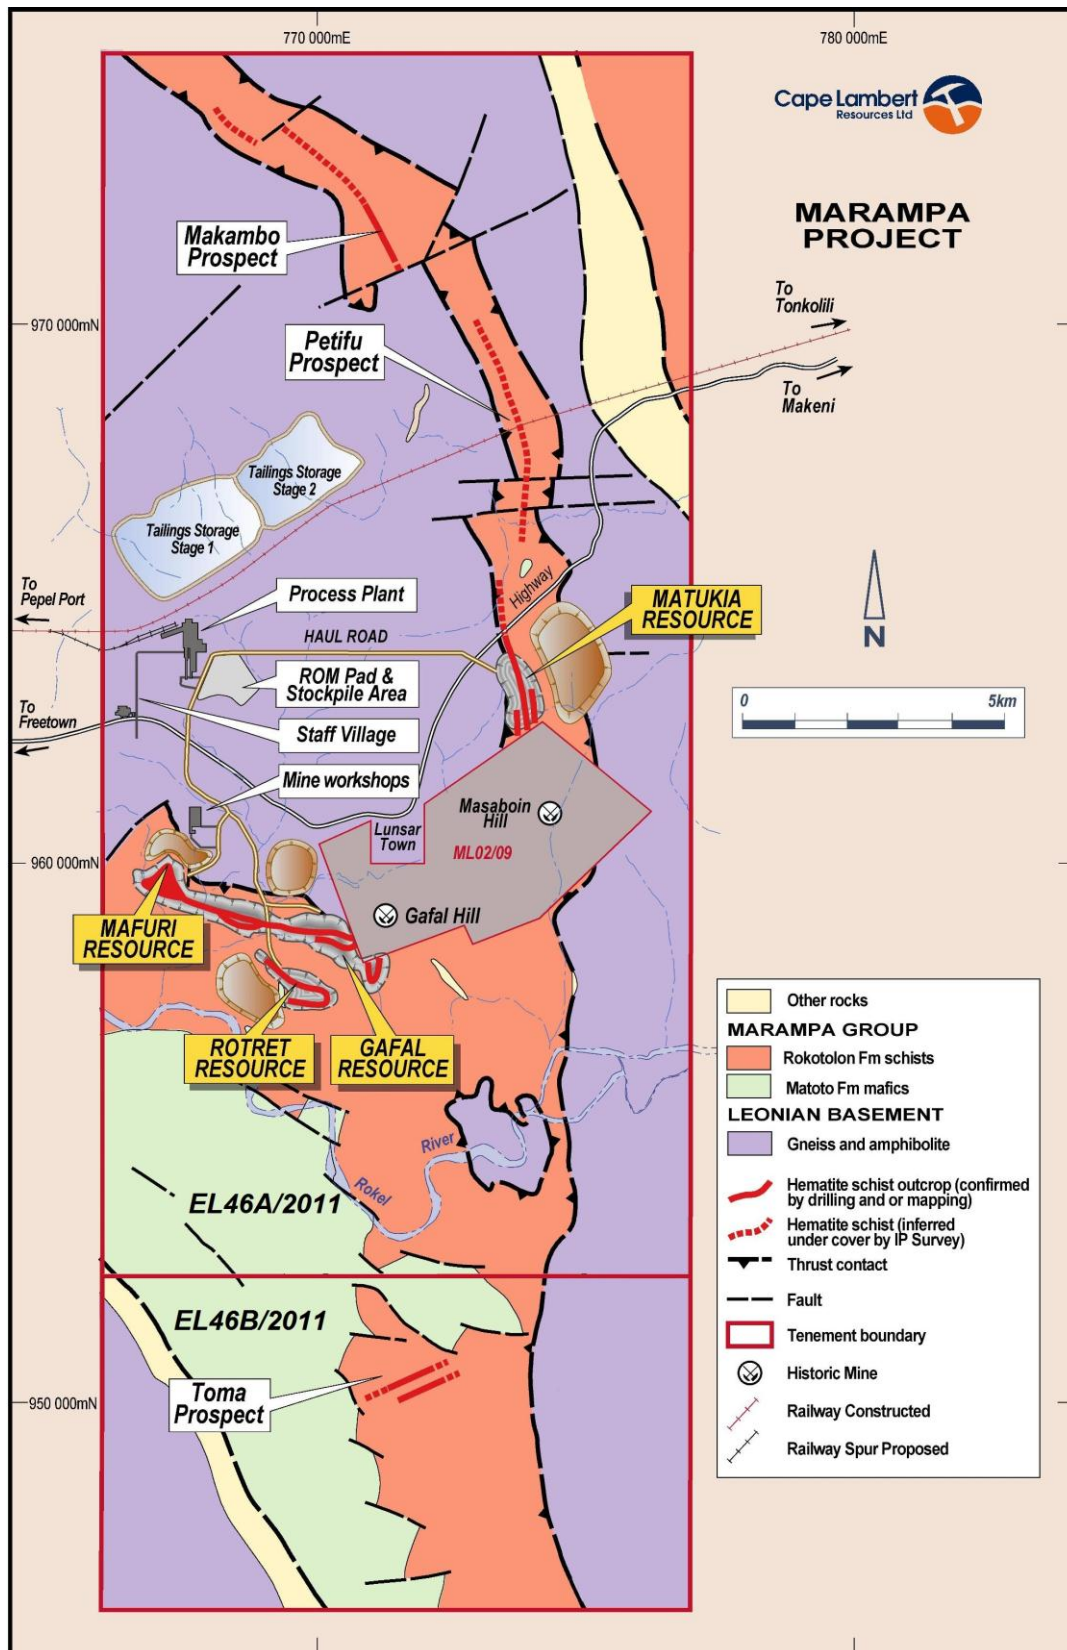 770 000mE
780 000mE
Cape Lambert
Resources Ltd
MARAMPA
PROJECT
Makambo
Prospect
To
Tonkolili
970 000mN
Petifu
Prospect
To
Makeni
Tailings Storage
Stage 2
Tailings Storage
Stage 1
To
Pepel Port
Process Plant
Highway
MATUKIA
RESOURCE
HAUL ROAD
N
ROM Pad &
Stockpile Area
0
5km
To
Freetown
Staff Village
Mine workshops
Masaboin
Hill
Lunsar
Town
ML02/09
960 000mN
Gafal Hill
MAFURI
RESOURCE
ROTRET
RESOURCE
GAFAL
RESOURCE
River
Rokel
EL46A/2011
EL46B/2011
Toma
Prospect
950 000mN
Other rocks
MARAMPA GROUP
Rokotolon Fm schists
Matoto Fm mafics
LEONIAN BASEMENT
Gneiss and amphibolite
Hematite schist outcrop (confirmed
by drilling and or mapping)
Hematite schist (inferred
under cover by IP Survey)
Thrust contact
Fault
Tenement boundary
Historic Mine
Railway Constructed
Railway Spur Proposed